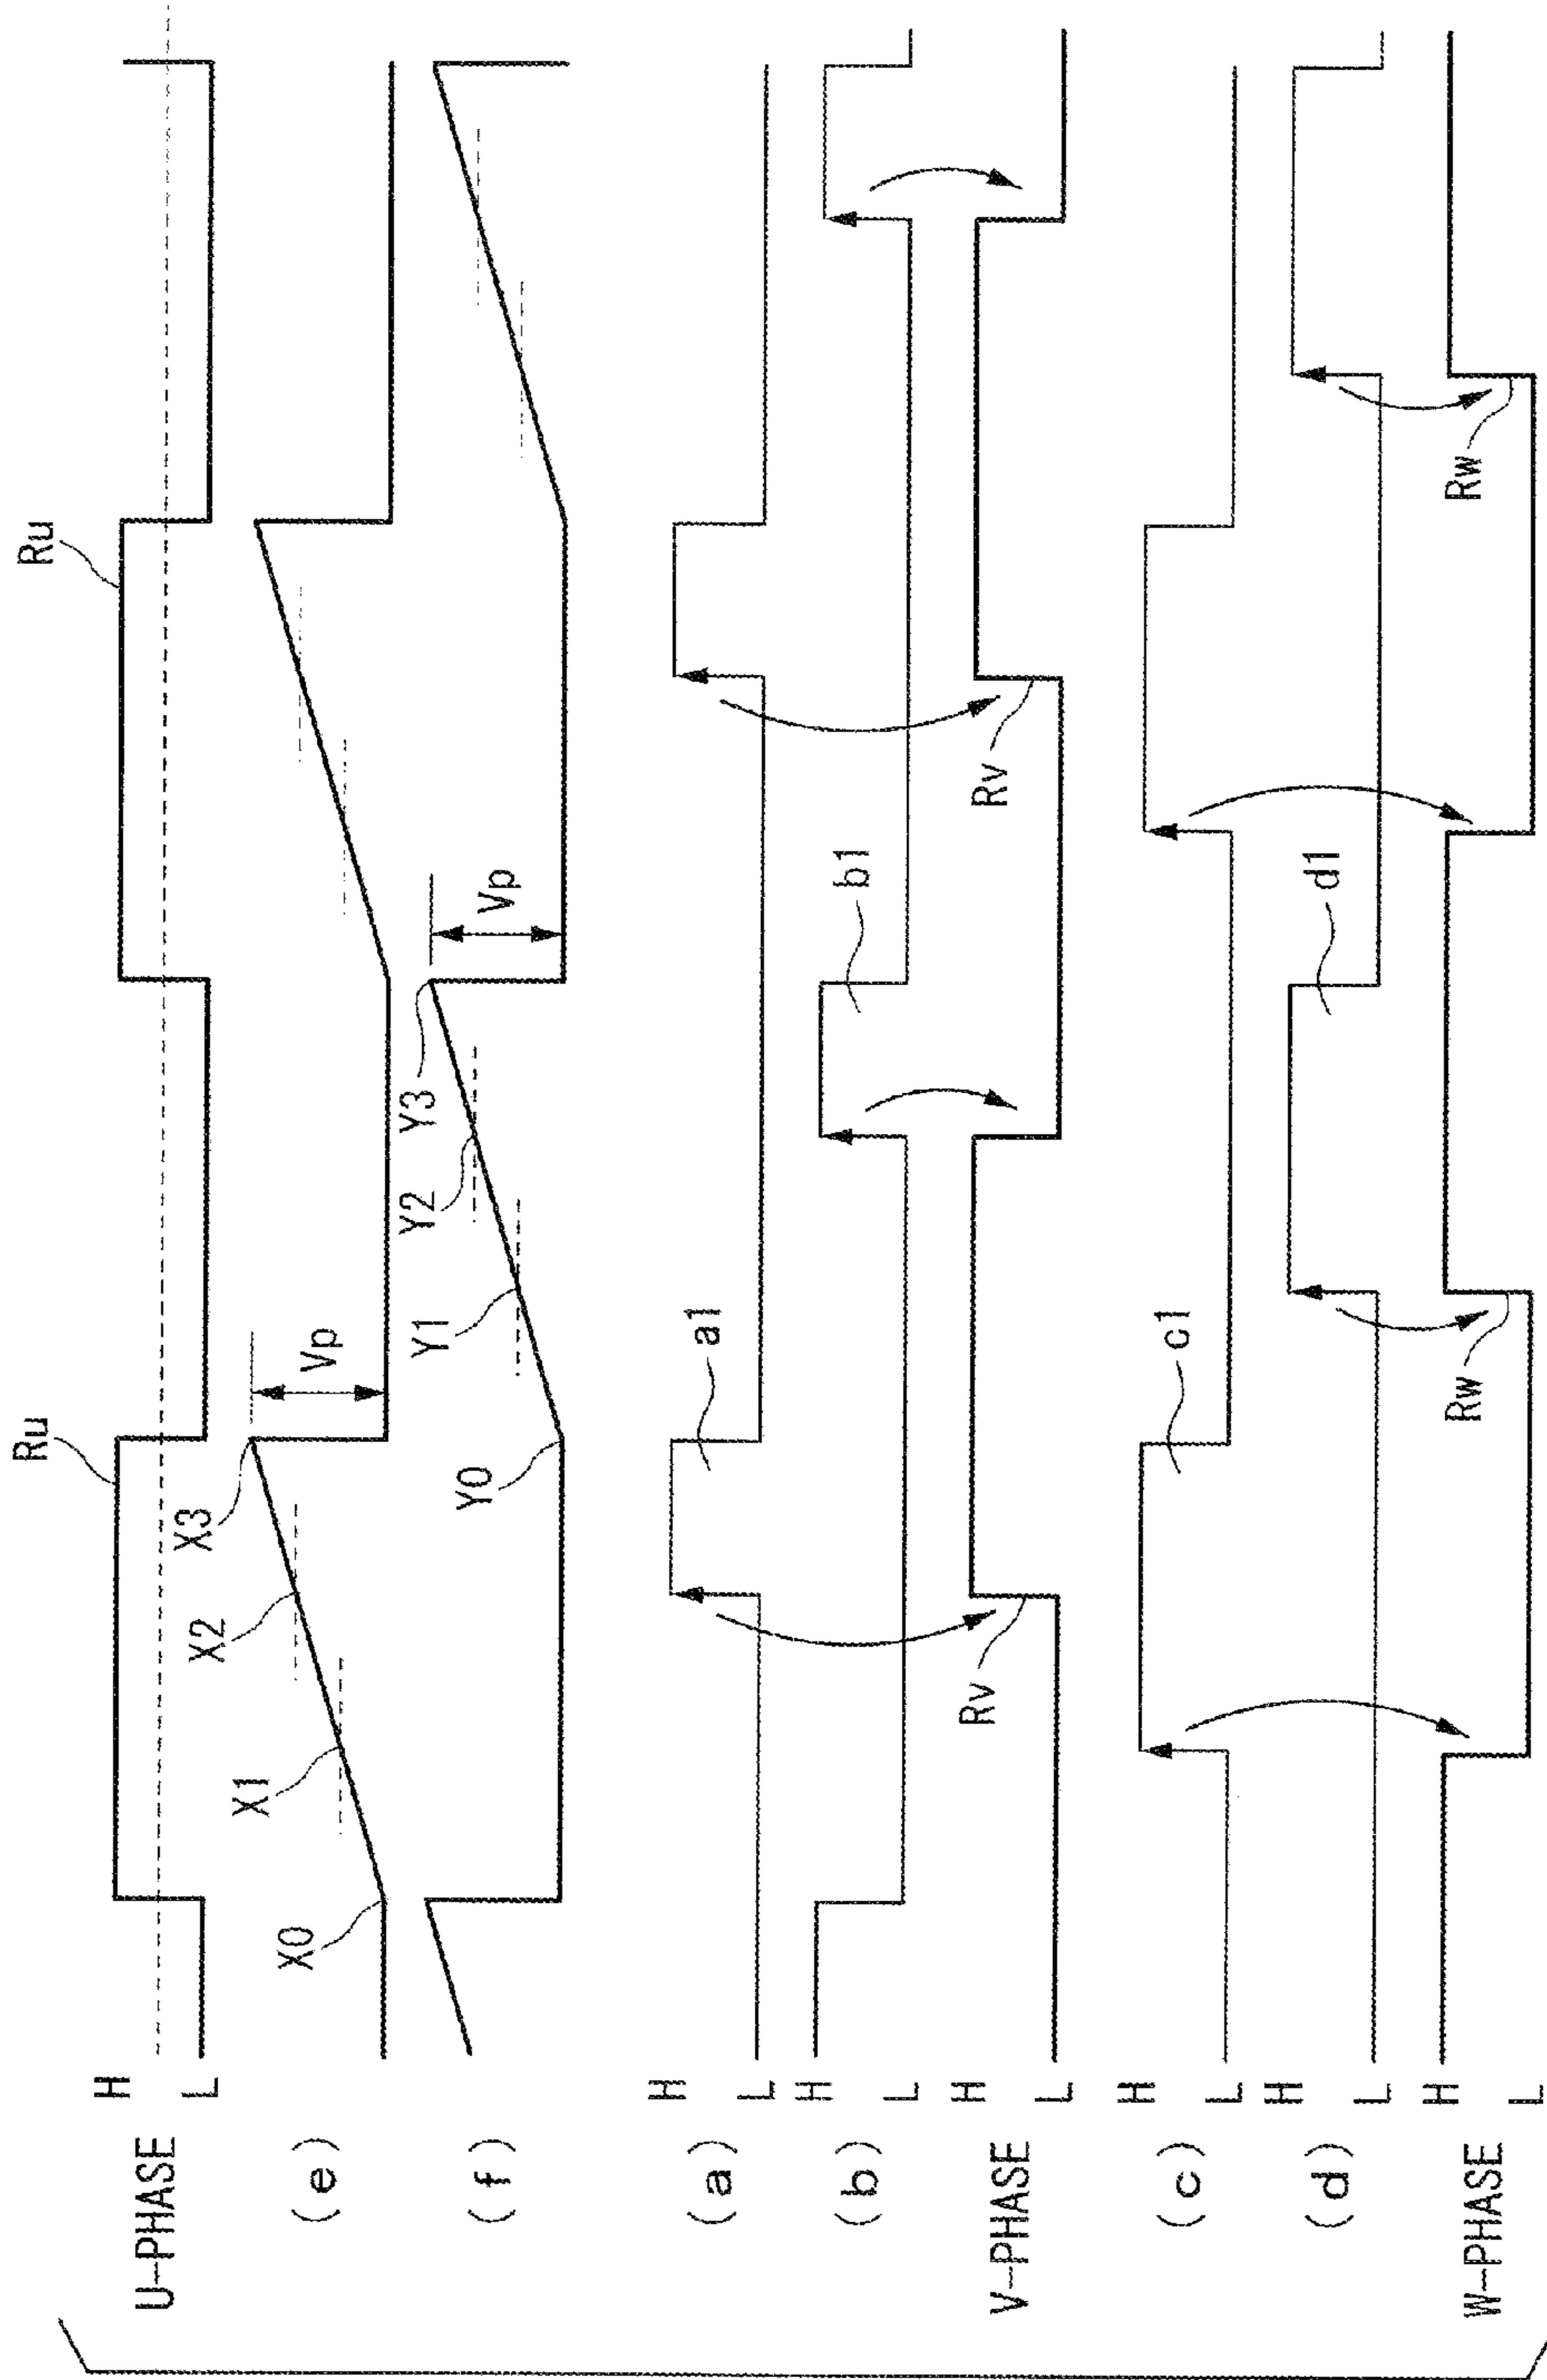 Ru
Ru
U-PHASE
H
L
X3
X2
X1
X0
Vp
(e)
Y3
Y2
Y1
Y0
Vp
(f)
(a)
H
L
a1
(b)
H
L
b1
V-PHASE
H
L
Rv
Rv
(c)
H
L
c1
(d)
H
L
d1
W-PHASE
H
L
Rw
Rw